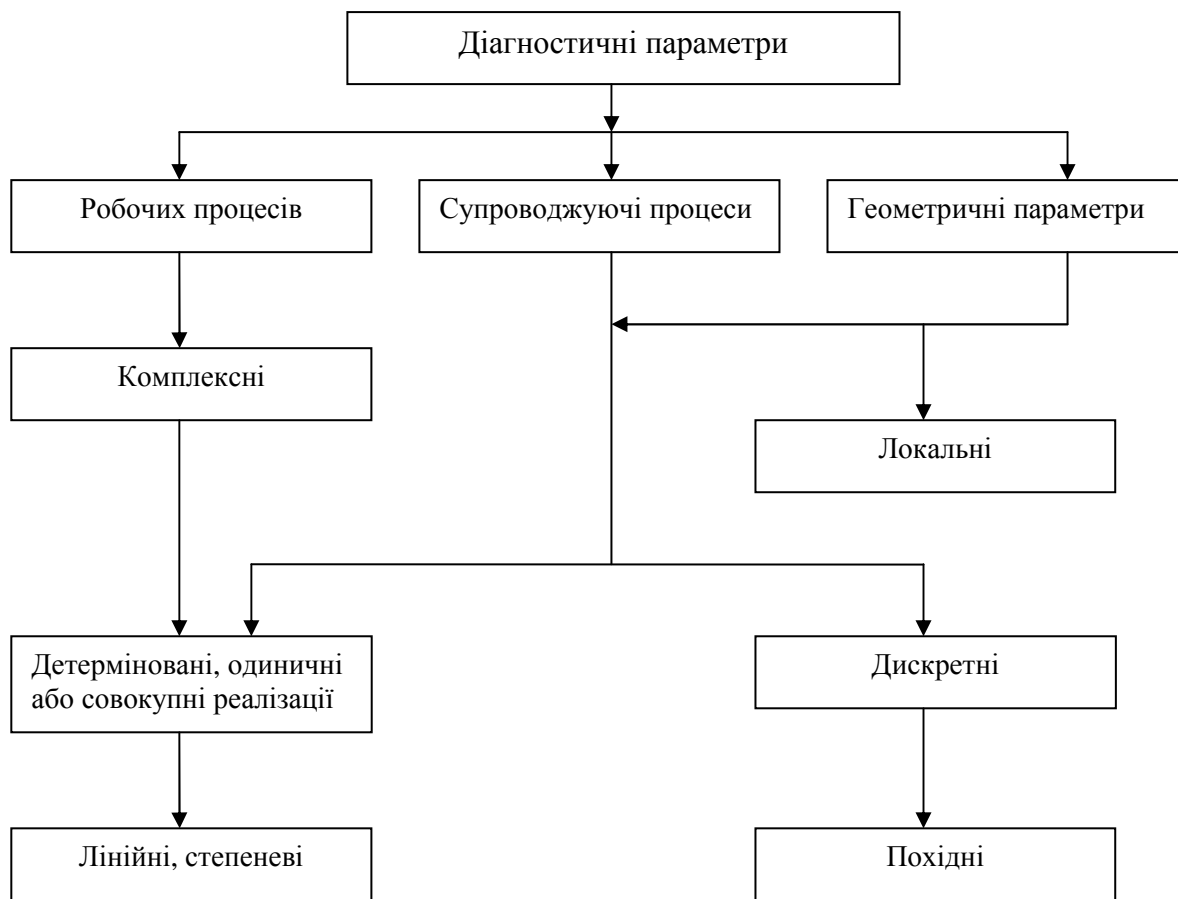 Діагностичні параметри
Робочих процесів
Супроводжуючі процеси
Геометричні параметри
Комплексні
Локальні
Детерміновані, одиничні
або совокупні реалізації
Дискретні
Лінійні, степеневі
Похідні